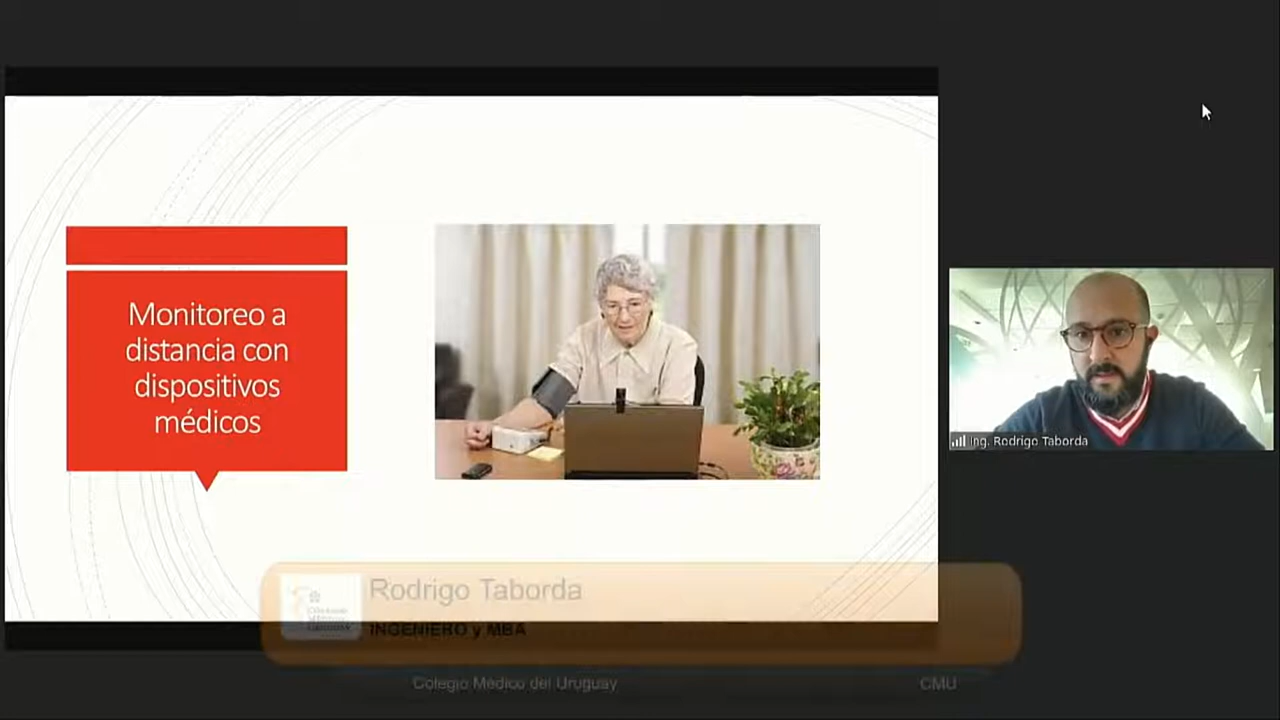 Monitoreo a
distancia con
dispositivos
médicos
Ing. Rodrigo Taborda
Rodrigo Taborda
INGENIERO y MBA
Colegio Médico del Uruguay
CMU